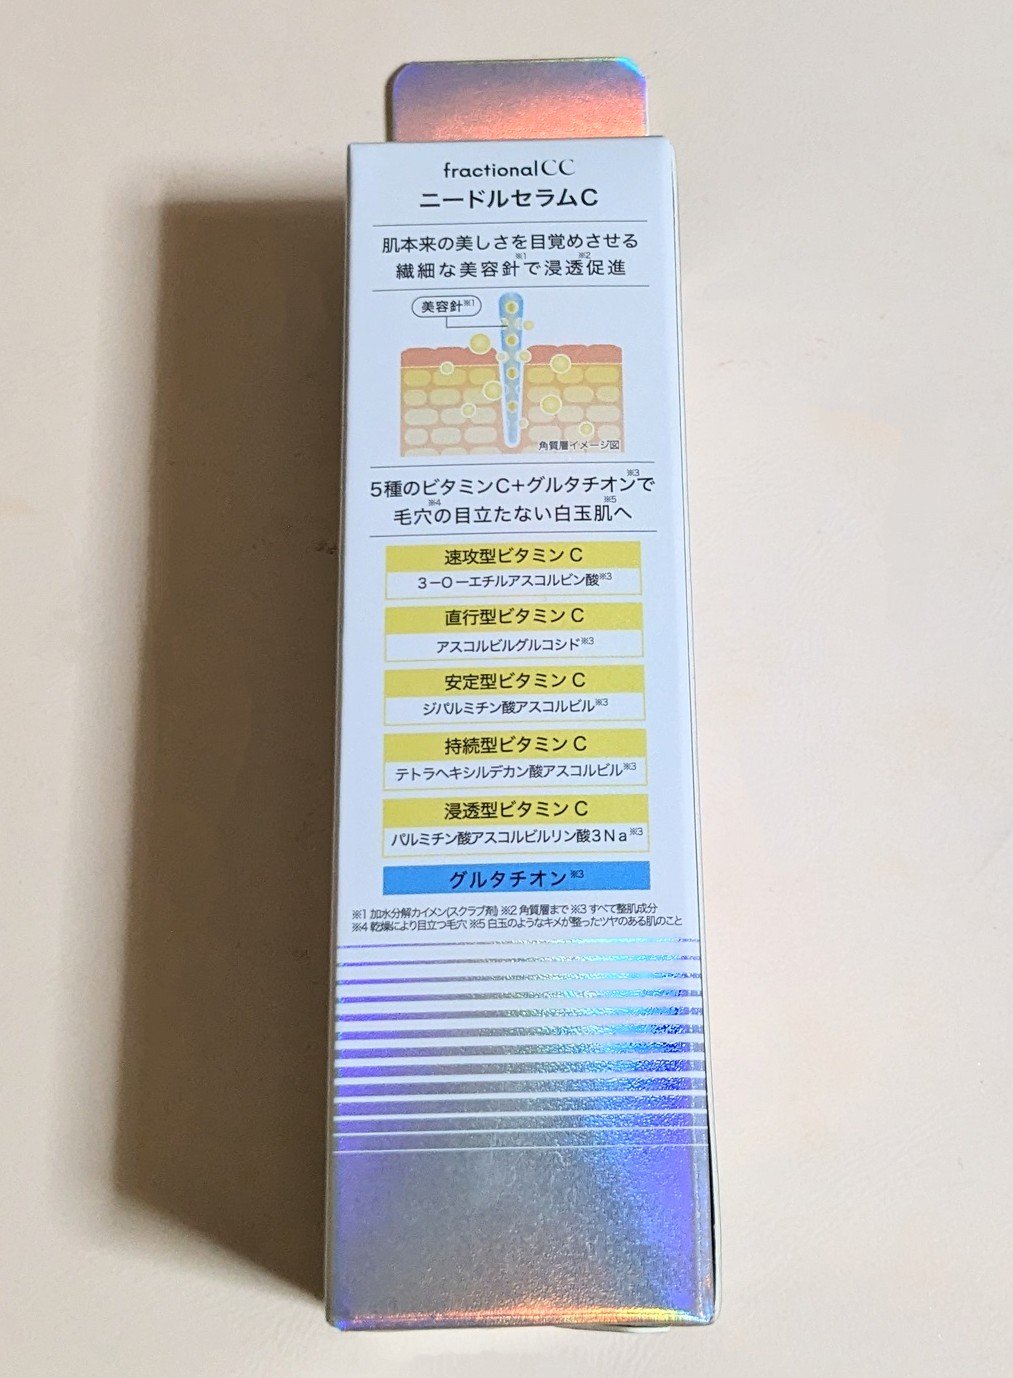 fractionalCC
ニードルセラムC
肌本来の美しさを目覚めさせる
繊細な美容針※1で浸透※2促進
美容針※1
角質層イメージ図
5種のビタミンC+グルタチオン※3で
毛穴※4の目立たない白玉肌※5へ
速攻型ビタミンC
3-O-エチルアスコルビン酸※3
直行型ビタミンC
アスコルビルグルコシド※3
安定型ビタミンC
ジパルミチン酸アスコルビル※3
持続型ビタミンC
テトラヘキシルデカン酸アスコルビル※3
浸透型ビタミンC
パルミチン酸アスコルビルリン酸3Na※3
グルタチオン※3
※1 加水分解カイメン(スクラブ剤) ※2 角質層まで ※3 すべて整肌成分
※4 乾燥により目立つ毛穴 ※5 白玉のようなキメが整ったツヤのある肌のこと